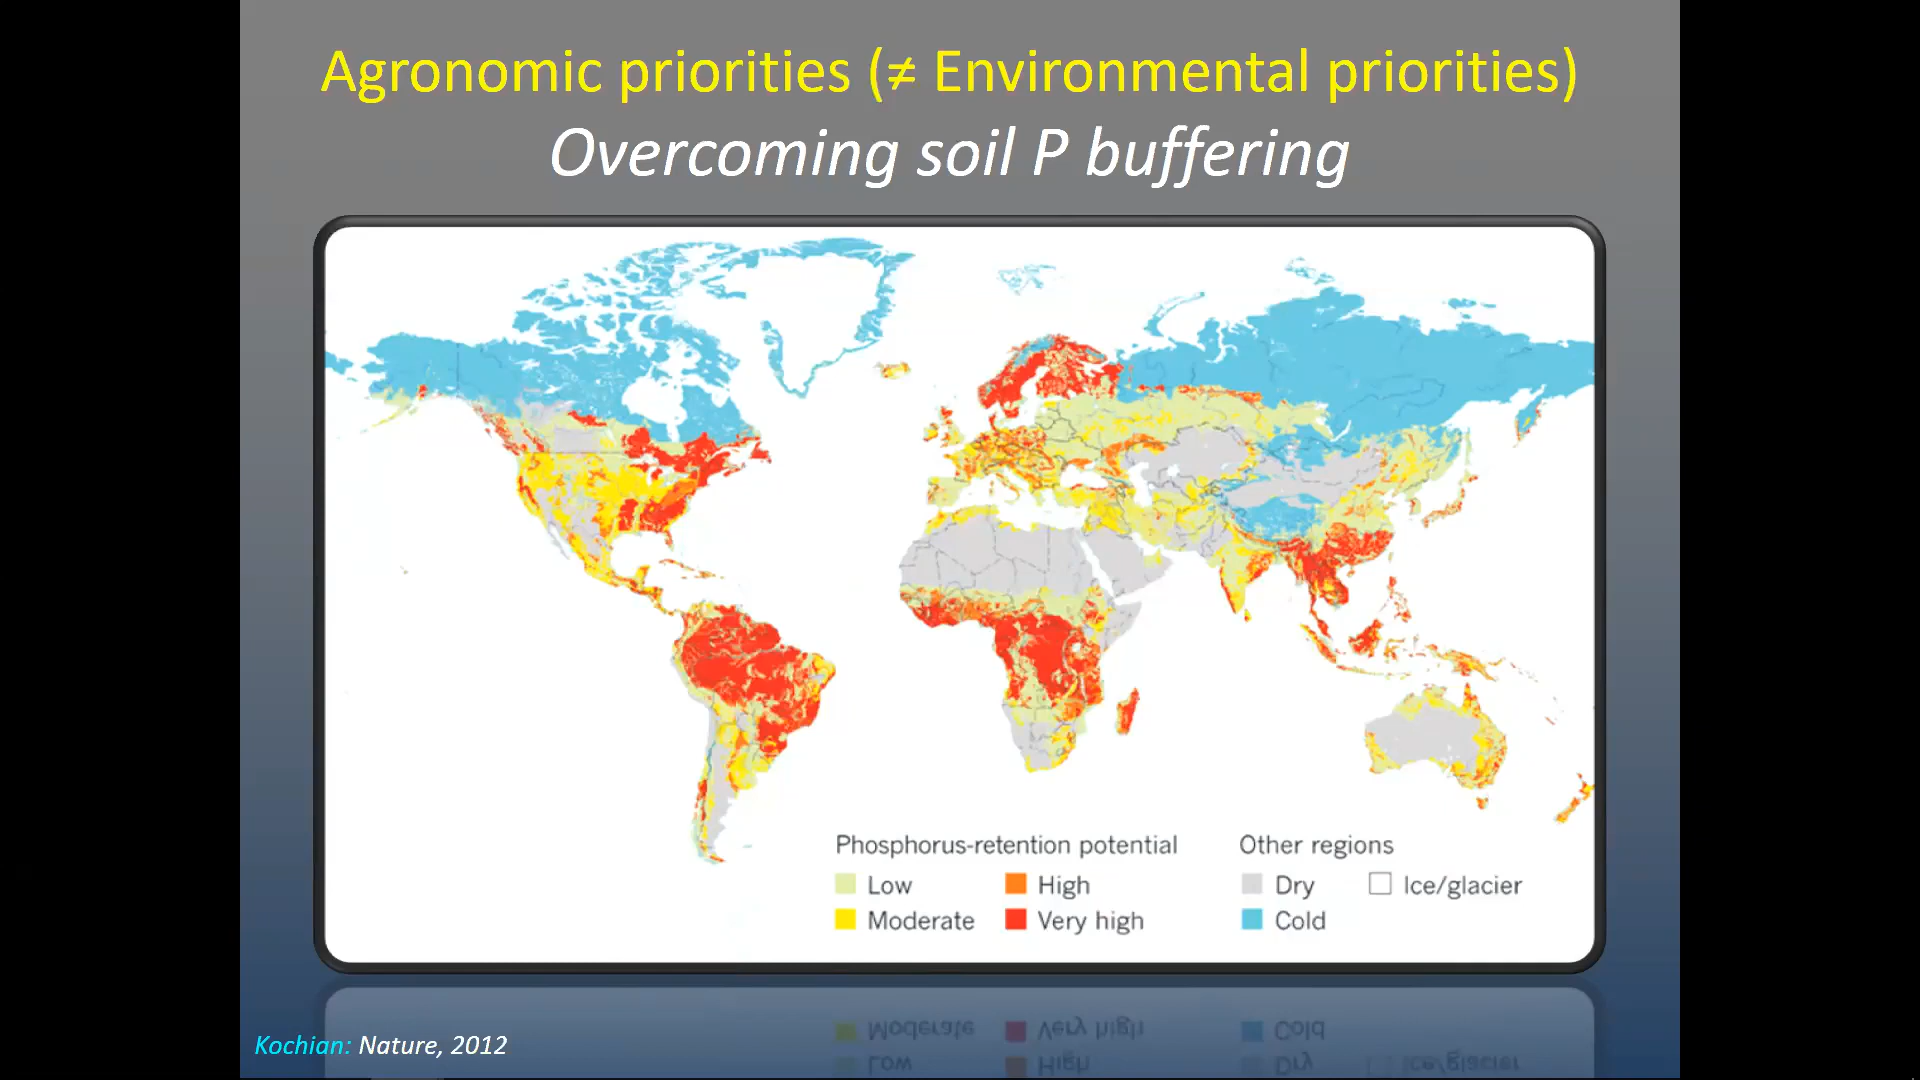 Agronomic priorities (≠ Environmental priorities)
Overcoming soil P buffering
Phosphorus-retention potential
Low
High
Moderate
Very high
Other regions
Dry
Ice/glacier
Cold
Kochian: Nature, 2012